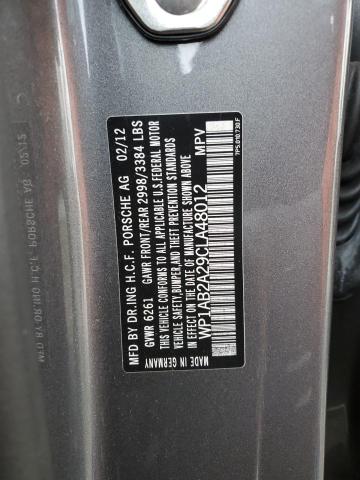 MFD BY DR.ING H.C.F. PORSCHE AG 02/12
GVWR 6261 GAWR FRONT/REAR 2998/3384 LBS
THIS VEHICLE CONFORMS TO ALL APPLICABLE U.S.FEDERAL MOTOR
VEHICLE SAFETY,BUMPER,AND THEFT PREVENTION STANDARDS
IN EFFECT ON THE DATE OF MANUFACTURE SHOWN ABOVE.
WP1AB2A29CLA48012 MPV
MADE IN GERMANY